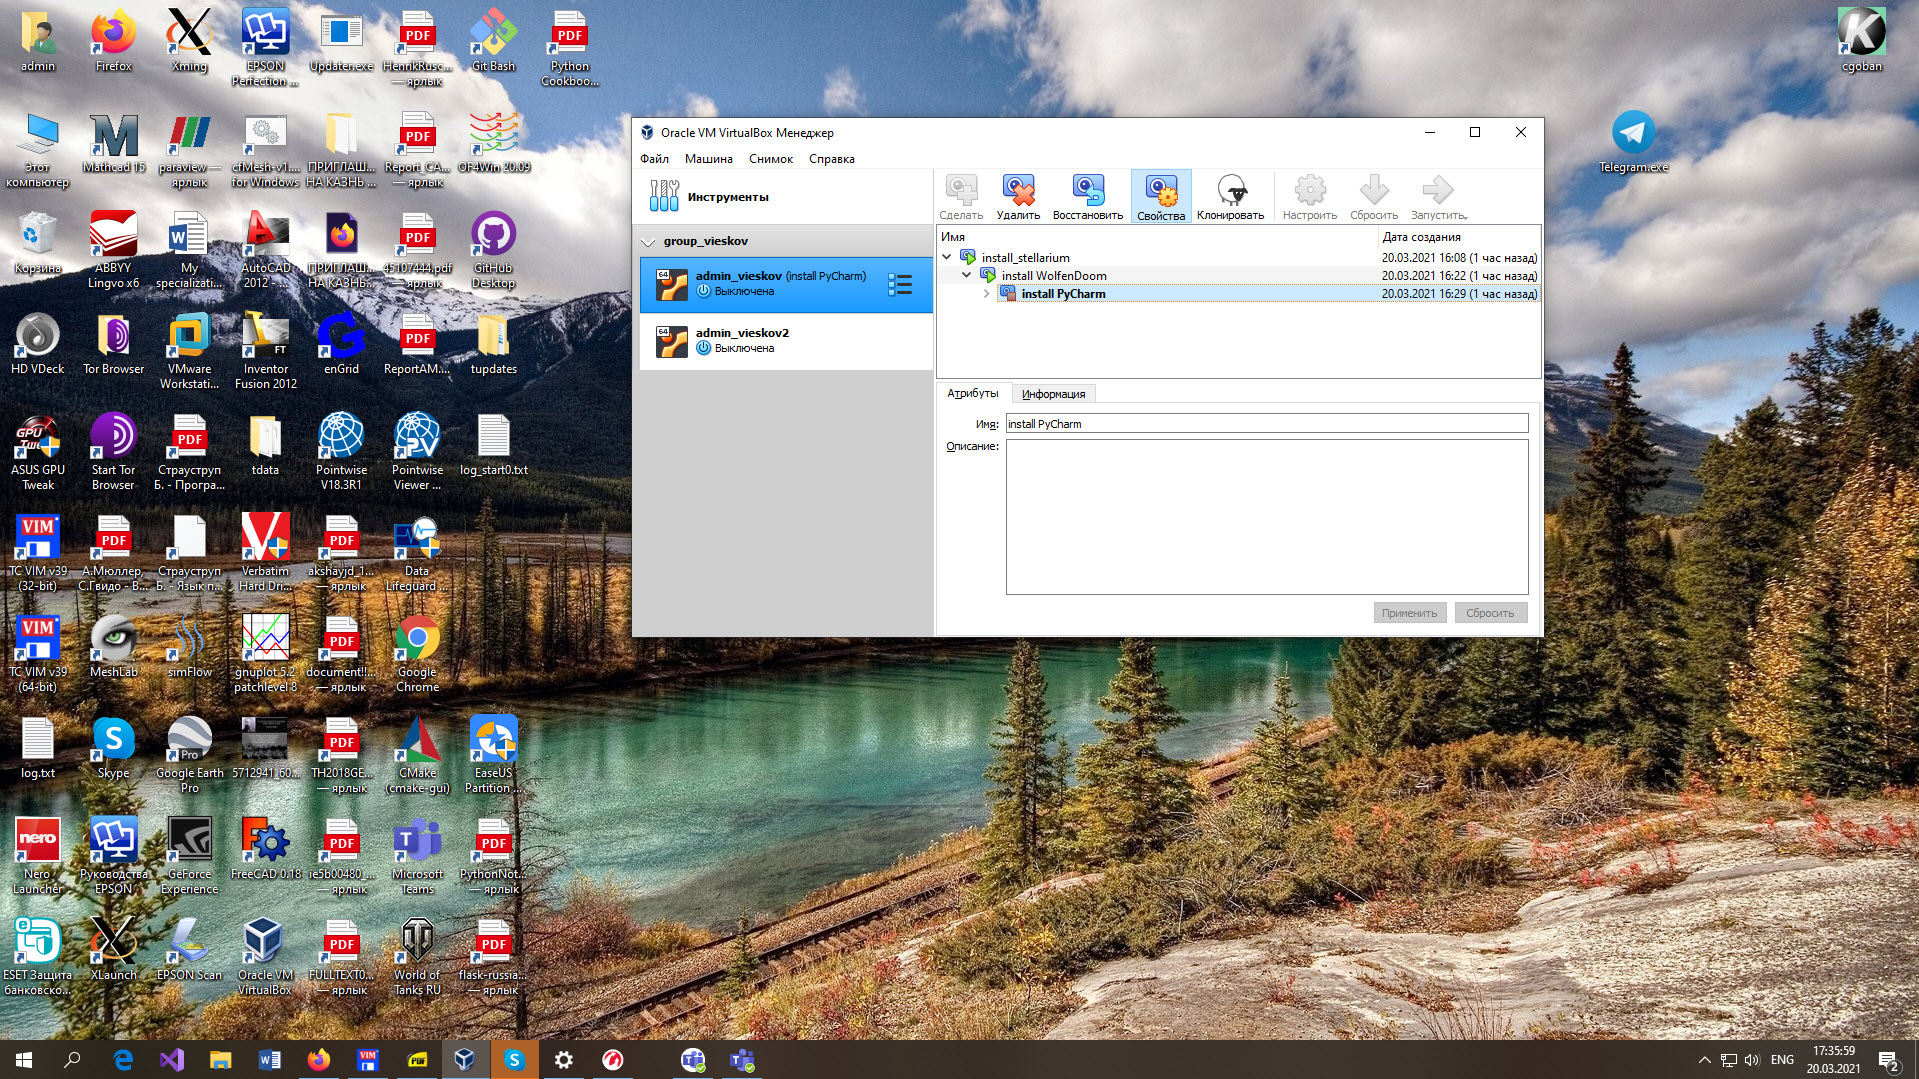 admin
Firefox
Xming
EPSON
Perfection ...
Updater.exe
HenrikRusc...
— ярлык
Git Bash
Python
Cookboo...
cgoban
Этот
компьютер
Mathcad 15
paraview —
ярлык
cfMesh-v1....
for Windows
ПРИГЛАШ...
НА КАЗНЬ ...
Report_CA...
— ярлык
OF4Win 20.09
Telegram.exe
Корзина
ABBYY
Lingvo x6
My
specializati...
AutoCAD
2012 - ...
ПРИГЛАШ...
НА КАЗНЬ...
45107444.pdf
— ярлык
GitHub
Desktop
HD VDeck
Tor Browser
VMware
Workstati...
Inventor
Fusion 2012
enGrid
ReportAM....
tupdates
ASUS GPU
Tweak
Start Tor
Browser
Страуструп
Б. - Програ...
tdata
Pointwise
V18.3R1
Pointwise
Viewer ...
log_start0.txt
TC VIM v39
(32-bit)
А.Мюллер,
С.Гвидо - В...
Страуструп
Б. - Язык п...
Verbatim
Hard Dri...
akshayjd_1...
— ярлык
Data
Lifeguard ...
TC VIM v39
(64-bit)
MeshLab
simFlow
gnuplot 5.2
patchlevel 8
document!!...
— ярлык
Google
Chrome
log.txt
Skype
Google Earth
Pro
5712941_60...
TH2018GE...
— ярлык
CMake
(cmake-gui)
EaseUS
Partition ...
Nero
Launcher
Руководства
EPSON
GeForce
Experience
FreeCAD 0.18
ie5b00480_...
— ярлык
Microsoft
Teams
PythonNot...
— ярлык
ESET Защита
банковско...
XLaunch
EPSON Scan
Oracle VM
VirtualBox
FULLTEXT0...
— ярлык
World of
Tanks RU
flask-russia...
— ярлык
Oracle VM VirtualBox Менеджер
Файл Машина Снимок Справка
Инструменты
Сделать Удалить Восстановить Свойства Клонировать Настроить Сбросить Запустить
group_vieskov
admin_vieskov (install PyCharm)
Выключена
admin_vieskov2
Выключена
Имя Дата создания
install_stellarium 20.03.2021 16:08 (1 час назад)
install WolfenDoom 20.03.2021 16:22 (1 час назад)
install PyCharm 20.03.2021 16:29 (1 час назад)
Атрибуты Информация
Имя: install PyCharm
Описание:
Применить Сбросить
ENG
17:35:59
20.03.2021
2